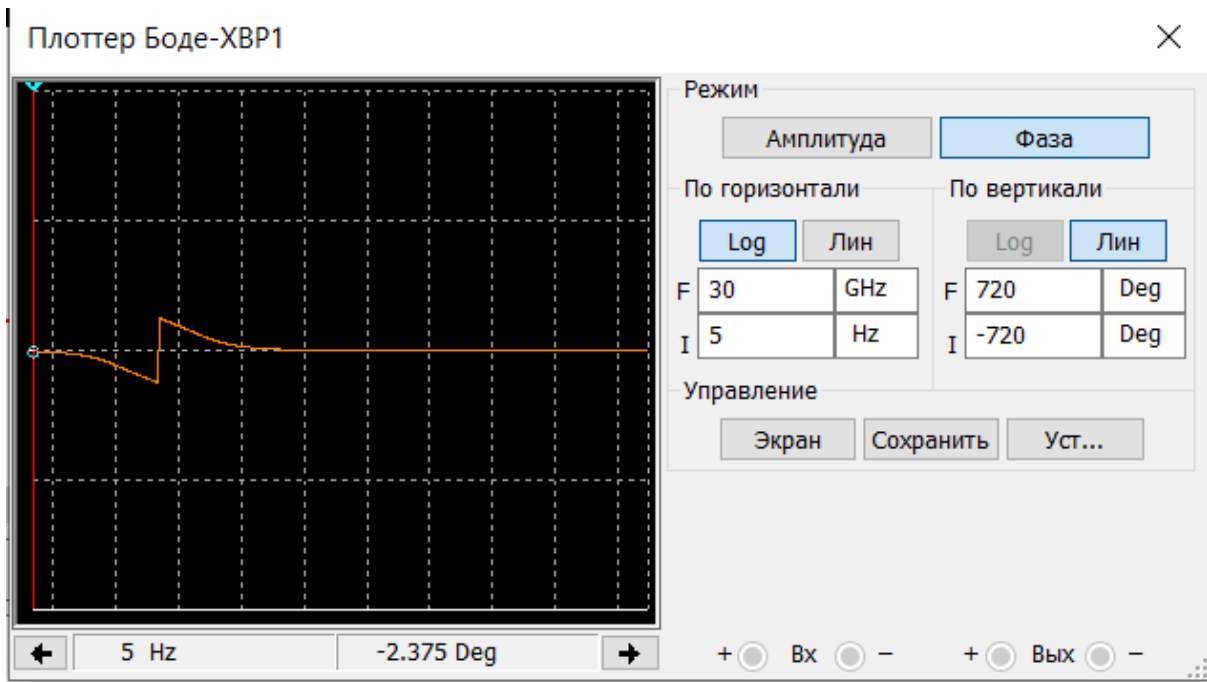 Плоттер Боде-XBP1
Режим
Амплитуда Фаза
По горизонтали
Log Лин
F 30 GHz
I 5 Hz
По вертикали
Log Лин
F 720 Deg
I -720 Deg
Управление
Экран Сохранить Уст...
5 Hz -2.375 Deg
+ Вх − + Вых −